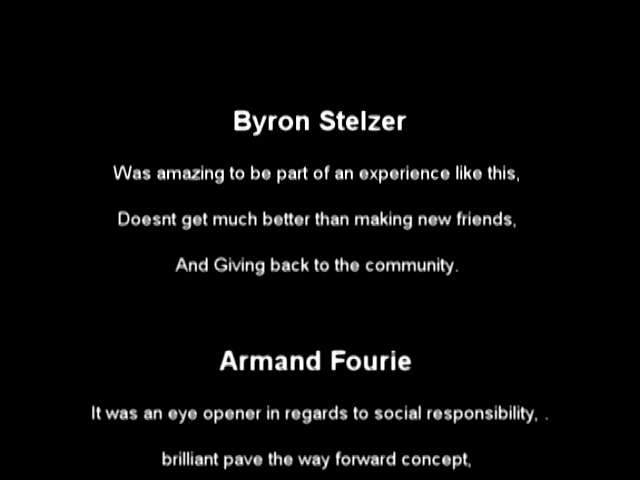 Byron Stelzer
Was amazing to be part of an experience like this,
Doesnt get much better than making new friends,
And Giving back to the community.
Armand Fourie
It was an eye opener in regards to social responsibility, .
brilliant pave the way forward concept,